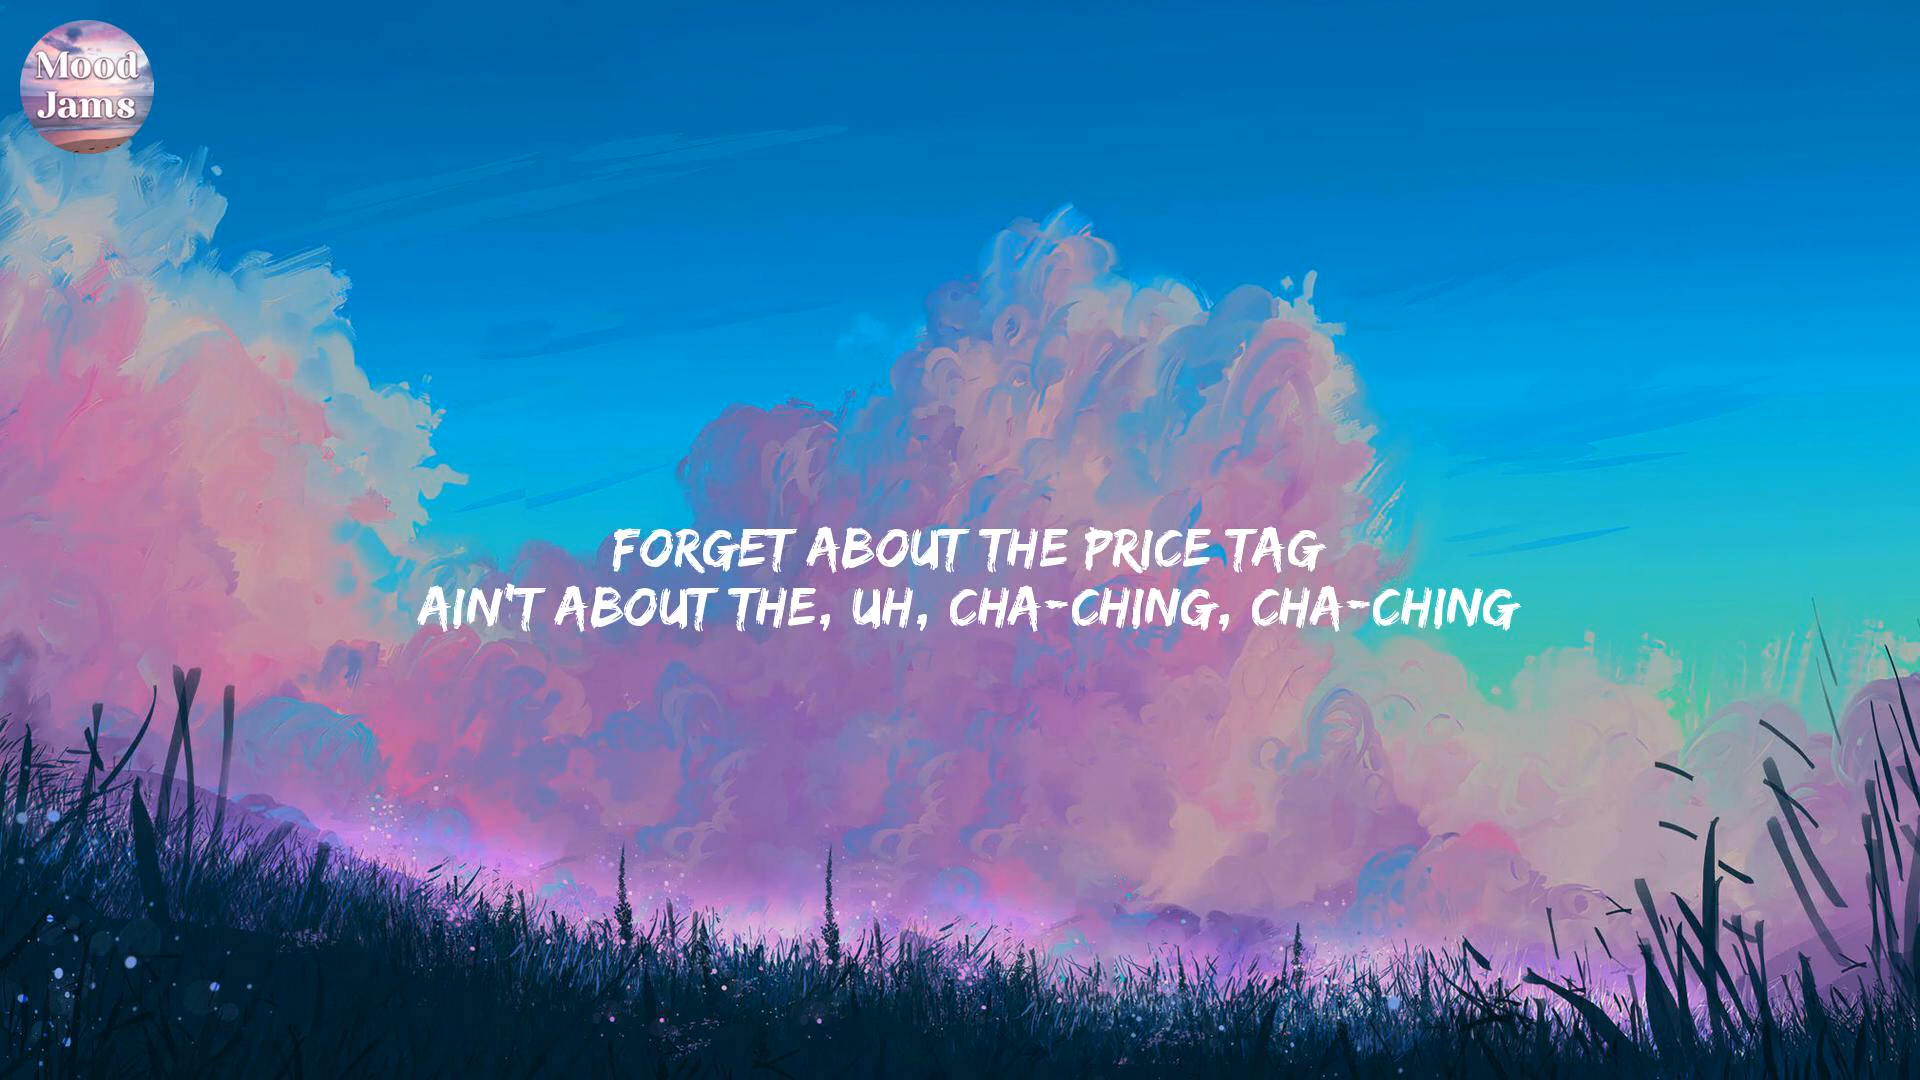 Mood
Jams
FORGET ABOUT THE PRICE TAG
AIN'T ABOUT THE, UH, CHA-CHING, CHA-CHING